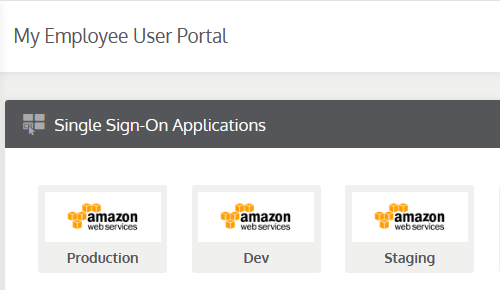 My Employee User Portal
Single Sign-On Applications
amazon
web services
Production
amazon
web services
Dev
amazon
web services
Staging